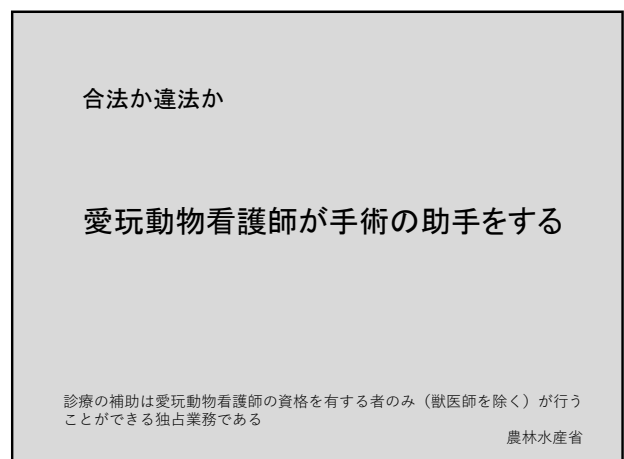 合法か違法か
愛玩動物看護師が手術の助手をする
診療の補助は愛玩動物看護師の資格を有する者のみ（獣医師を除く）が行う
ことができる独占業務である
農林水産省